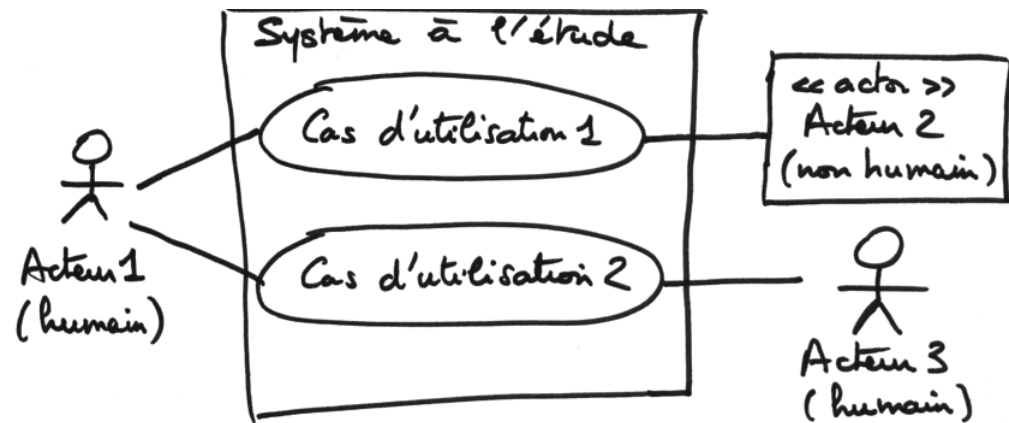 Système à l'étude
Cas d'utilisation 1
<< actor >>
Acteur 2
(non humain)
Acteur 1
(humain)
Cas d'utilisation 2
Acteur 3
(humain)